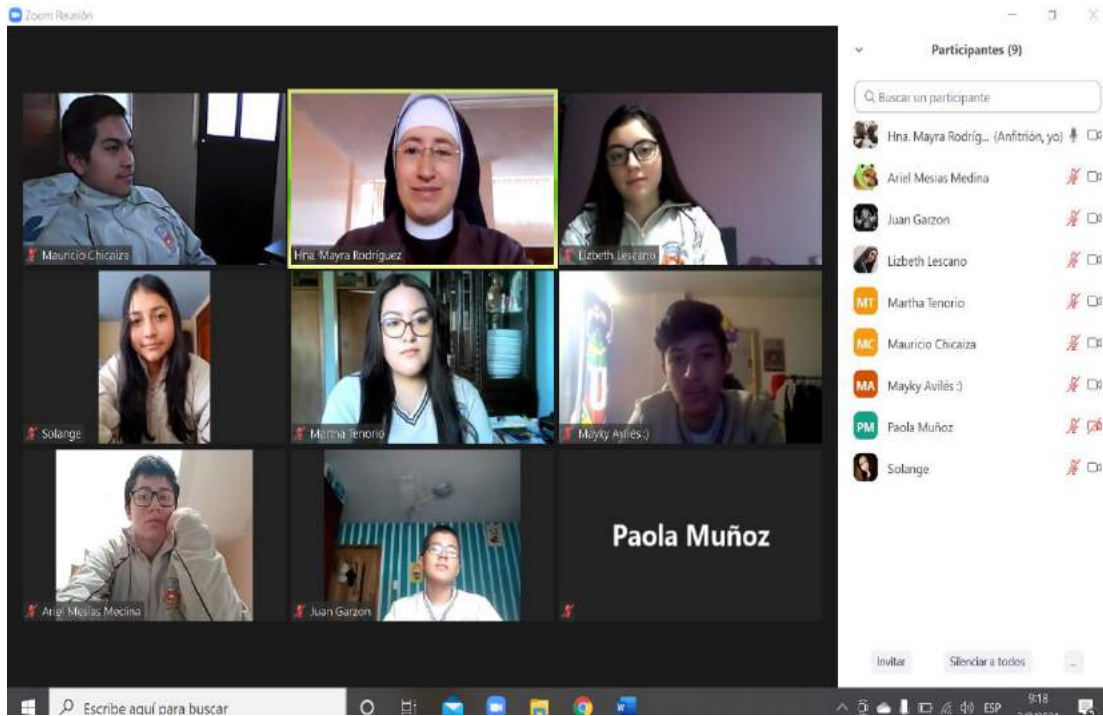 Zoom Reunión
Mauricio Chicaiza
Hna. Mayra Rodríguez
Lizbeth Lescano
Solange
Martha Tenorio
Mayky Avilés :)
Ariel Mesias Medina
Juan Garzon
Paola Muñoz
Participantes (9)
Buscar un participante
Hna. Mayra Rodríg... (Anfitrión, yo)
Ariel Mesias Medina
Juan Garzon
Lizbeth Lescano
MT Martha Tenorio
MC Mauricio Chicaiza
MA Mayky Avilés :)
PM Paola Muñoz
Solange
Invitar Silenciar a todos ...
Escribe aquí para buscar
ESP
9:18